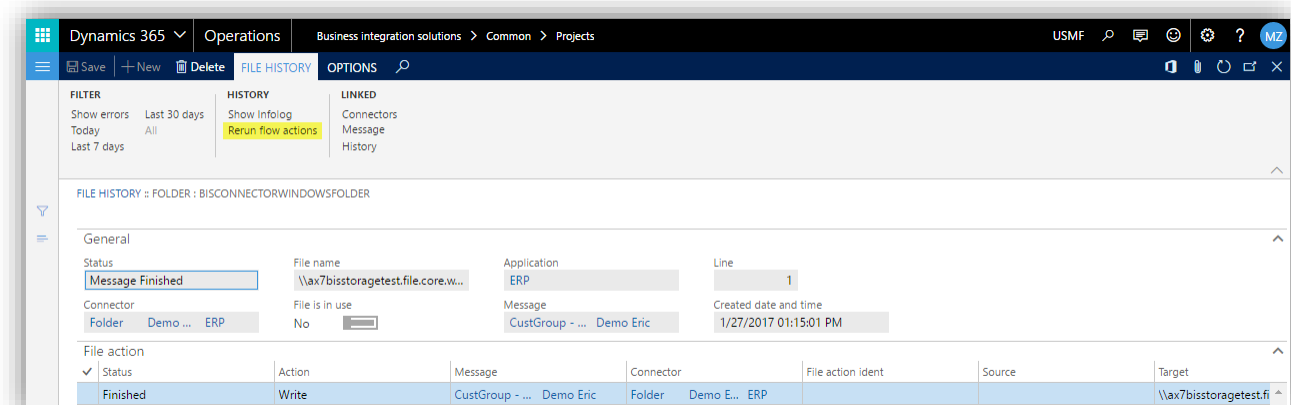 Dynamics 365 Operations Business integration solutions > Common > Projects USMF ? MZ
Save + New Delete FILE HISTORY OPTIONS
FILTER HISTORY LINKED
Show errors Last 30 days Show Infolog Connectors
Today All Rerun flow actions Message
Last 7 days History
FILE HISTORY :: FOLDER : BISCONNECTORWINDOWSFOLDER
General
Status File name Application Line
Message Finished \\ax7bisstoragetest.file.core.w... ERP 1
Connector File is in use Message Created date and time
Folder Demo ... ERP No CustGroup - ... Demo Eric 1/27/2017 01:15:01 PM
File action
Status Action Message Connector File action ident Source Target
Finished Write CustGroup - ... Demo Eric Folder Demo E... ERP \\ax7bisstoragetest.fi